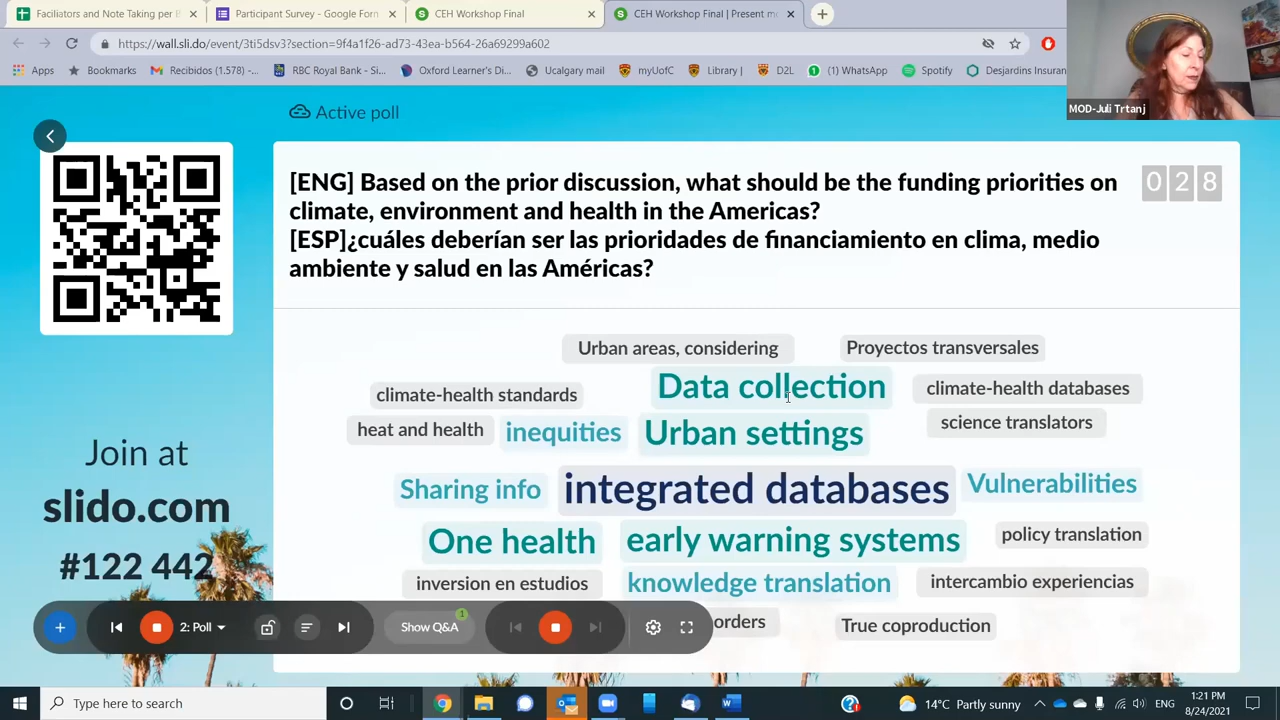 Facilitators and Note Taking per B
Participant Survey - Google Form
CEH Workshop Final
CEH Workshop Final | Present mo
https://wall.sli.do/event/3ti5dsv3?section=9f4a1f26-ad73-43ea-b564-26a69299a602
Apps
Bookmarks
Recibidos (1.578) -...
RBC Royal Bank - Si...
Oxford Learner's Di...
Ucalgary mail
myUofC
Library |
D2L
(1) WhatsApp
Spotify
Desjardins Insuran
MOD-Juli Trtanj
Active poll
[ENG] Based on the prior discussion, what should be the funding priorities on
climate, environment and health in the Americas?
[ESP]¿cuáles deberían ser las prioridades de financiamiento en clima, medio
ambiente y salud en las Américas?
0 2 8
Urban areas, considering
Proyectos transversales
climate-health standards
Data collection
climate-health databases
heat and health
inequities
Urban settings
science translators
Sharing info
integrated databases
Vulnerabilities
One health
early warning systems
policy translation
inversion en estudios
knowledge translation
intercambio experiencias
orders
True coproduction
Join at
slido.com
#122 442
2: Poll
Show Q&A
1
Type here to search
14°C Partly sunny
ENG
1:21 PM
8/24/2021